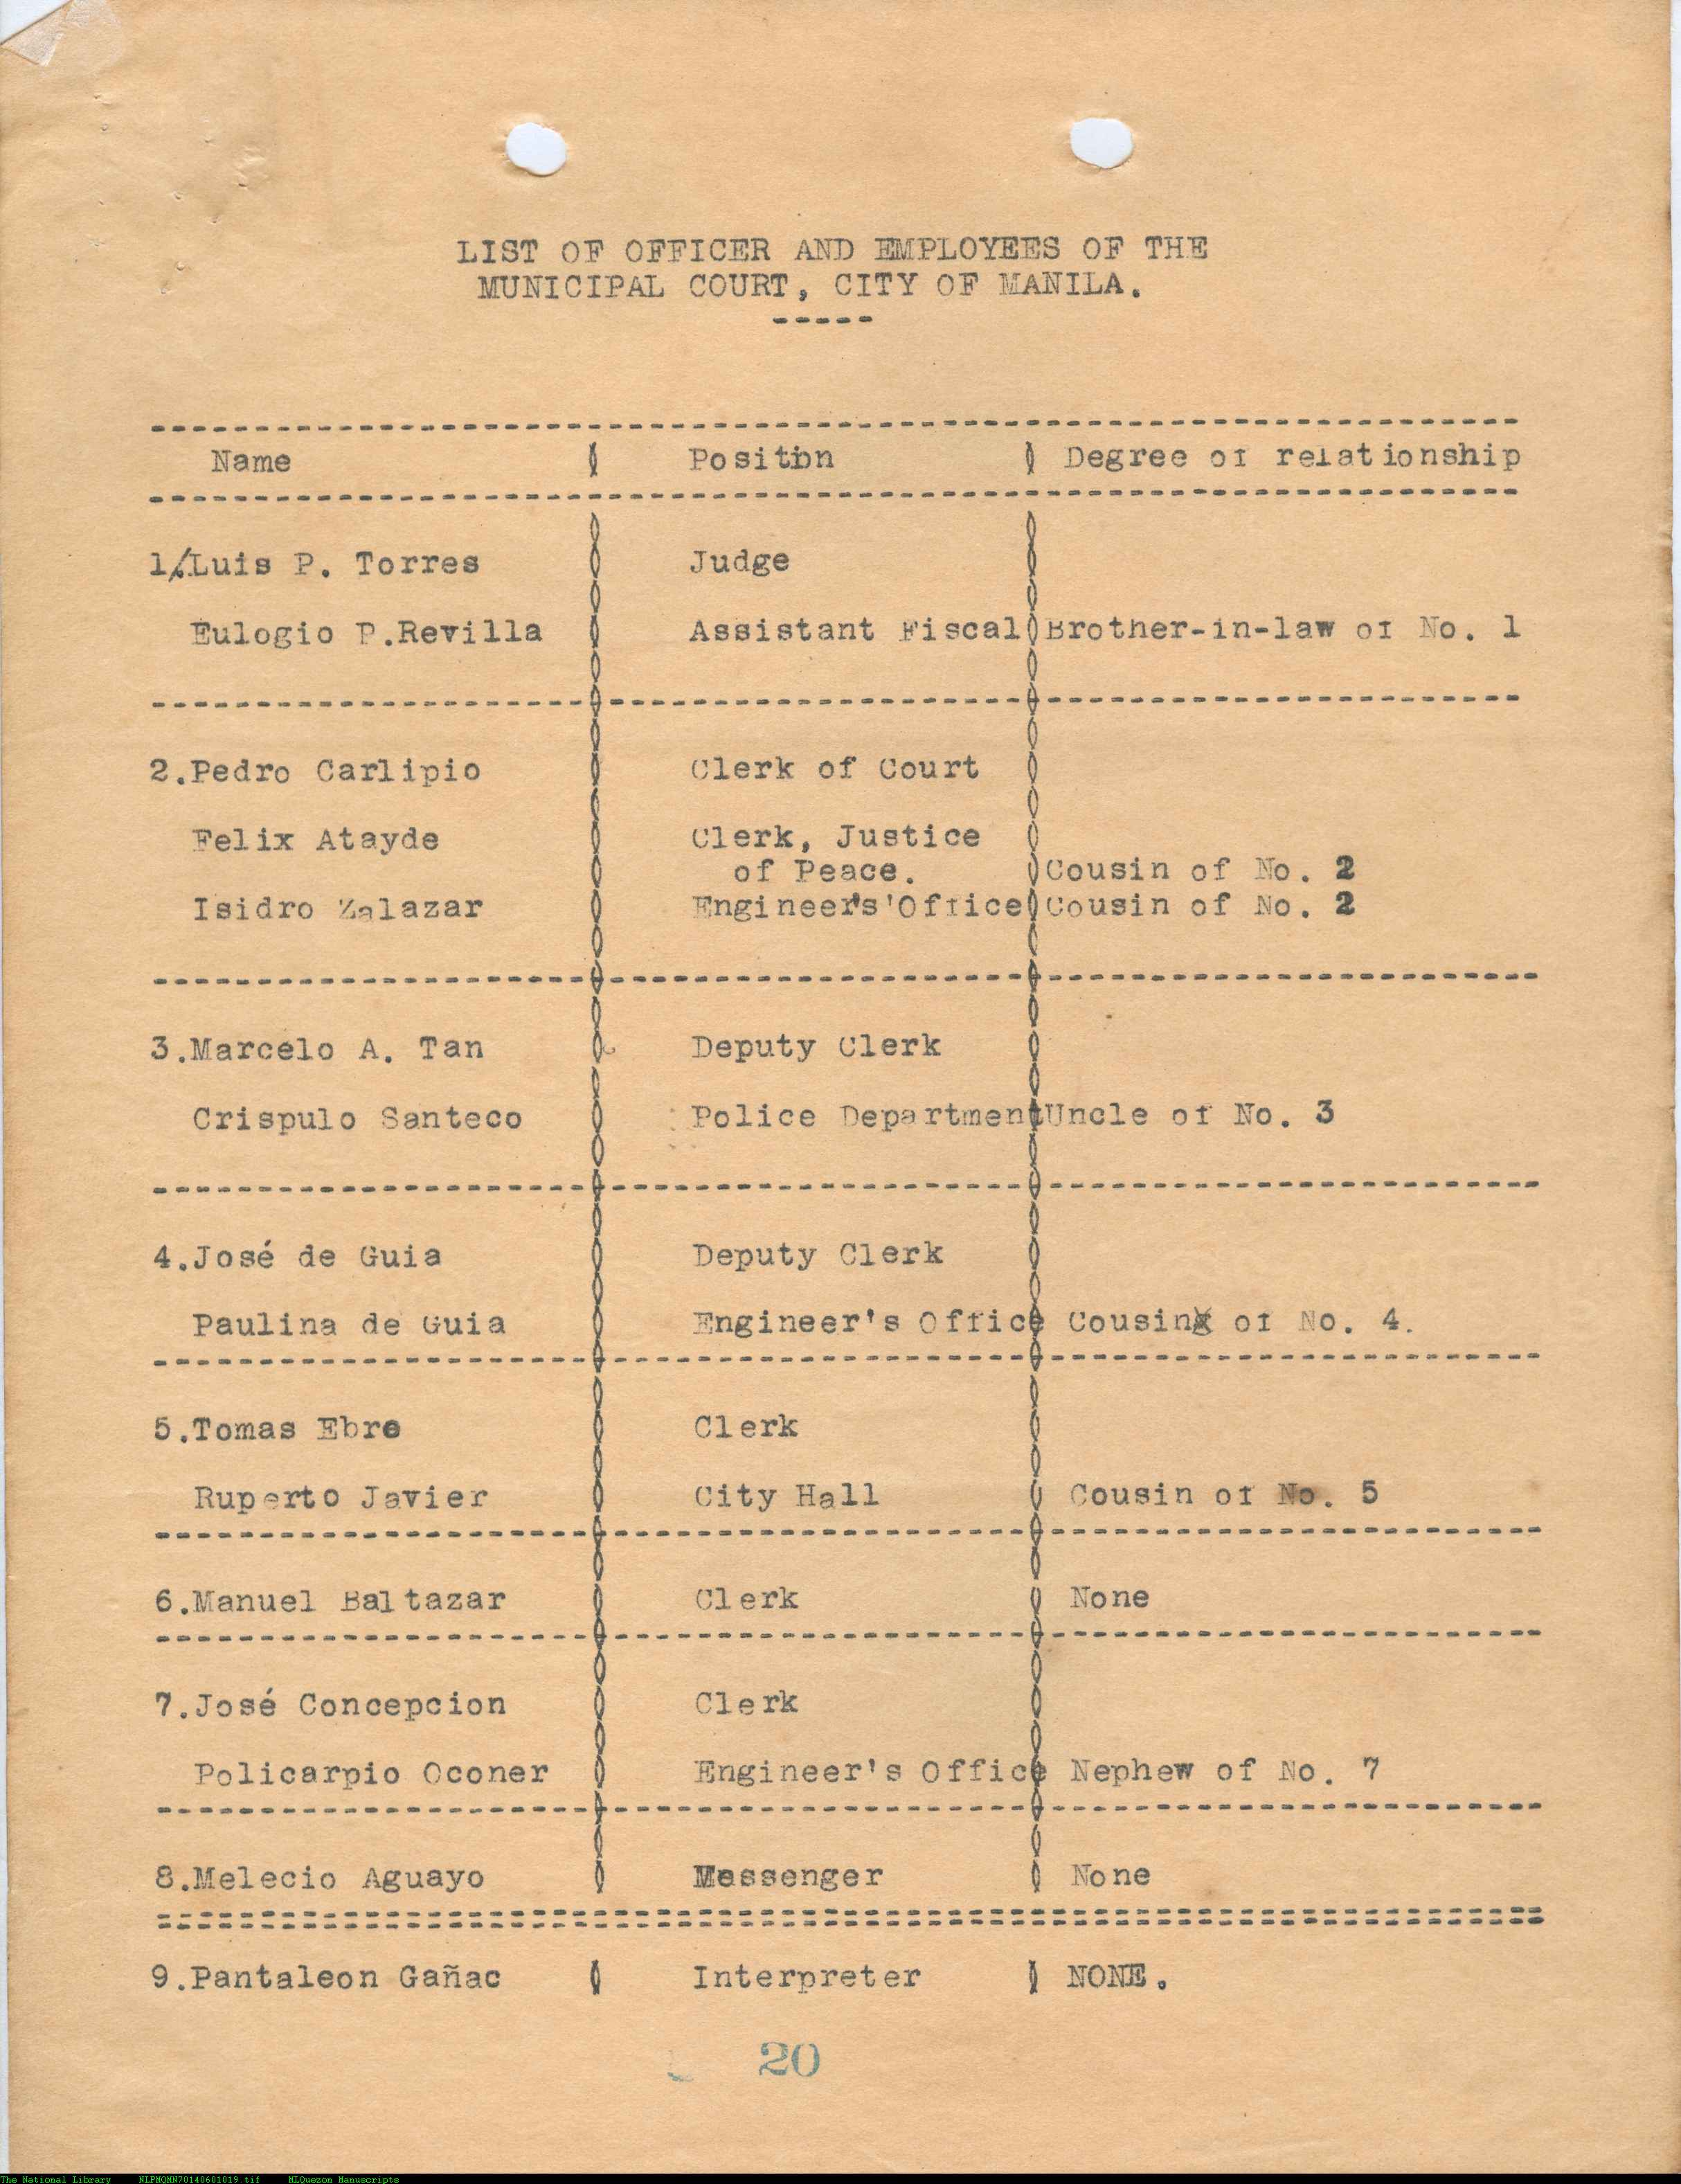 LIST OF OFFICER AND EMPLOYEES OF THE
MUNICIPAL COURT, CITY OF MANILA.
-----
Name Position Degree of relationship
1. Luis P. Torres Judge
Eulogio P.Revilla Assistant Fiscal Brother-in-law of No. 1
2.Pedro Carlipio Clerk of Court
Felix Atayde Clerk, Justice
of Peace. Cousin of No. 2
Isidro Zalazar Engineer's'Office Cousin of No. 2
3.Marcelo A. Tan Deputy Clerk
Crispulo Santeco Police Department Uncle of No. 3
4.José de Guia Deputy Clerk
Paulina de Guia Engineer's Office Cousin of No. 4.
5.Tomas Ebre Clerk
Ruperto Javier City Hall Cousin of No. 5
6.Manuel Baltazar Clerk None
7.José Concepcion Clerk
Policarpio Oconer Engineer's Office Nephew of No. 7
8.Melecio Aguayo Messenger None
9.Pantaleon Gañac Interpreter NONE.
20
The National Library NLPMQMN70140601019.tif MLQuezon Manuscripts